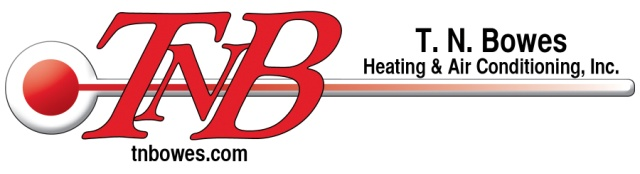 TNB
T. N. Bowes
Heating & Air Conditioning, Inc.
tnbowes.com